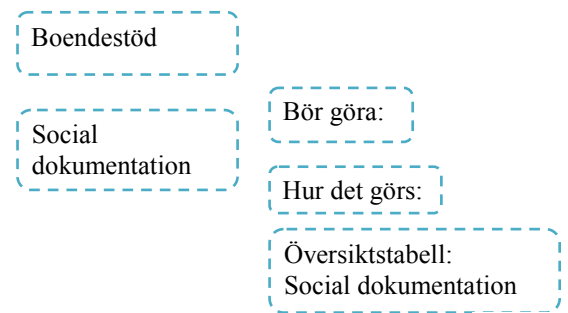 Boendestöd
Social
dokumentation
Bör göra:
Hur det görs:
Översiktstabell:
Social dokumentation